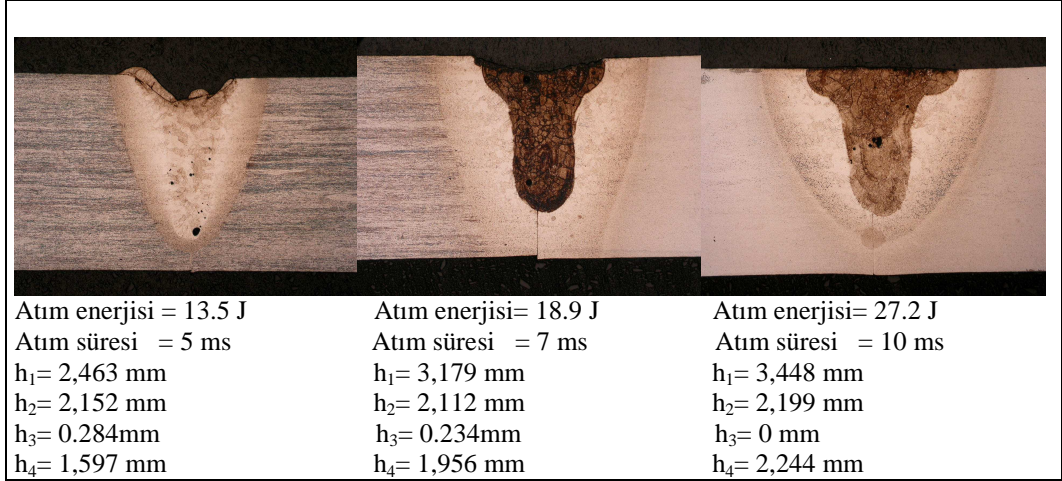 Atım enerjisi = 13.5 J
Atım süresi = 5 ms
h₁= 2,463 mm
h₂= 2,152 mm
h₃= 0.284mm
h₄= 1,597 mm
Atım enerjisi= 18.9 J
Atım süresi = 7 ms
h₁= 3,179 mm
h₂= 2,112 mm
h₃= 0.234mm
h₄= 1,956 mm
Atım enerjisi= 27.2 J
Atım süresi = 10 ms
h₁= 3,448 mm
h₂= 2,199 mm
h₃= 0 mm
h₄= 2,244 mm